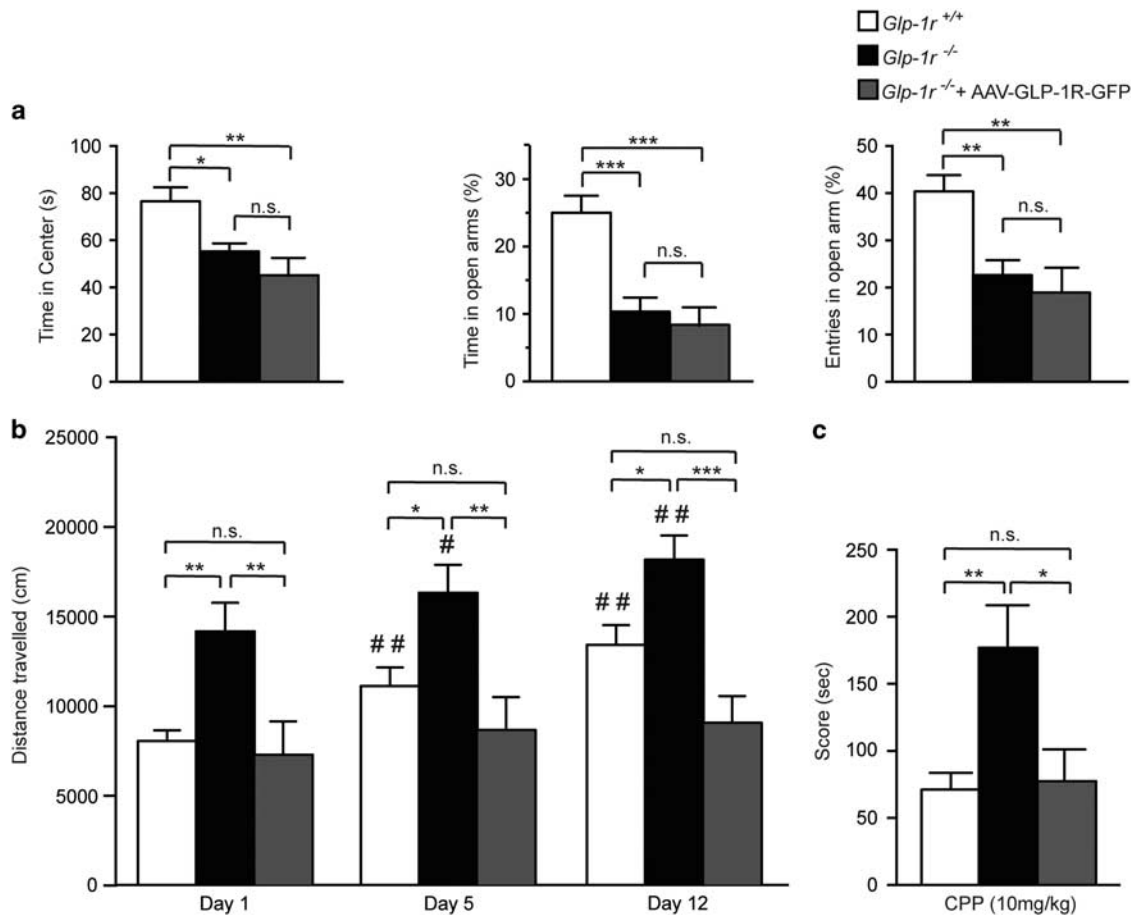 Glp-1r +/+
Glp-1r -/-
Glp-1r -/- + AAV-GLP-1R-GFP
a
Time in Center (s)
100
80
60
40
20
0
**
*
n.s.
Time in open arms (%)
30
20
10
0
***
***
n.s.
Entries in open arm (%)
50
40
30
20
10
0
**
**
n.s.
b
Distance travelled (cm)
25000
20000
15000
10000
5000
0
n.s.
** **
n.s.
* **
#
# #
n.s.
* ***
# #
# #
Day 1 Day 5 Day 12
c
Score (sec)
250
200
150
100
50
0
n.s.
** *
CPP (10mg/kg)